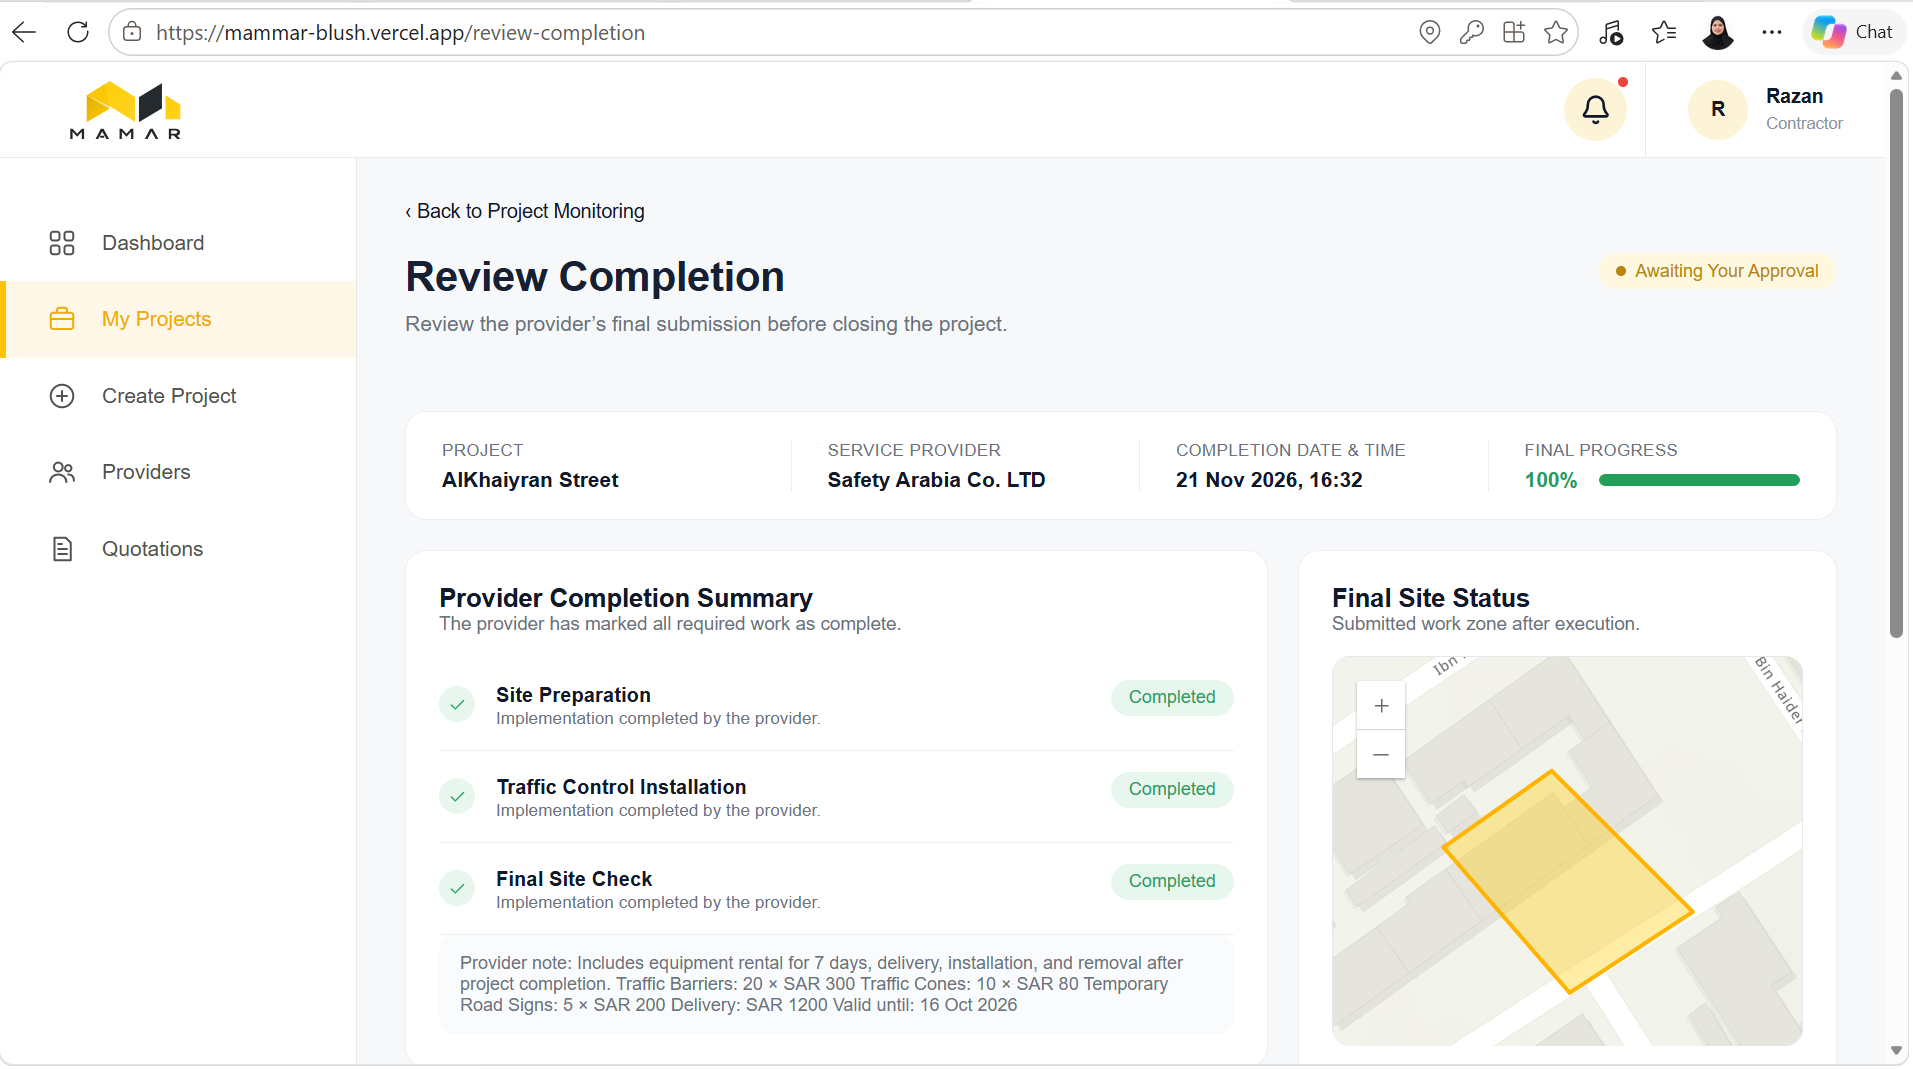 https://mammar-blush.vercel.app/review-completion
Chat
MAMAR
R
Razan
Contractor
Dashboard
My Projects
Create Project
Providers
Quotations
‹ Back to Project Monitoring
Review Completion
Awaiting Your Approval
Review the provider’s final submission before closing the project.
PROJECT
AlKhaiyran Street
SERVICE PROVIDER
Safety Arabia Co. LTD
COMPLETION DATE & TIME
21 Nov 2026, 16:32
FINAL PROGRESS
100%
Provider Completion Summary
The provider has marked all required work as complete.
Site Preparation
Implementation completed by the provider.
Completed
Traffic Control Installation
Implementation completed by the provider.
Completed
Final Site Check
Implementation completed by the provider.
Completed
Provider note: Includes equipment rental for 7 days, delivery, installation, and removal after
project completion. Traffic Barriers: 20 × SAR 300 Traffic Cones: 10 × SAR 80 Temporary
Road Signs: 5 × SAR 200 Delivery: SAR 1200 Valid until: 16 Oct 2026
Final Site Status
Submitted work zone after execution.
+
−
Ibn
Bin Haider